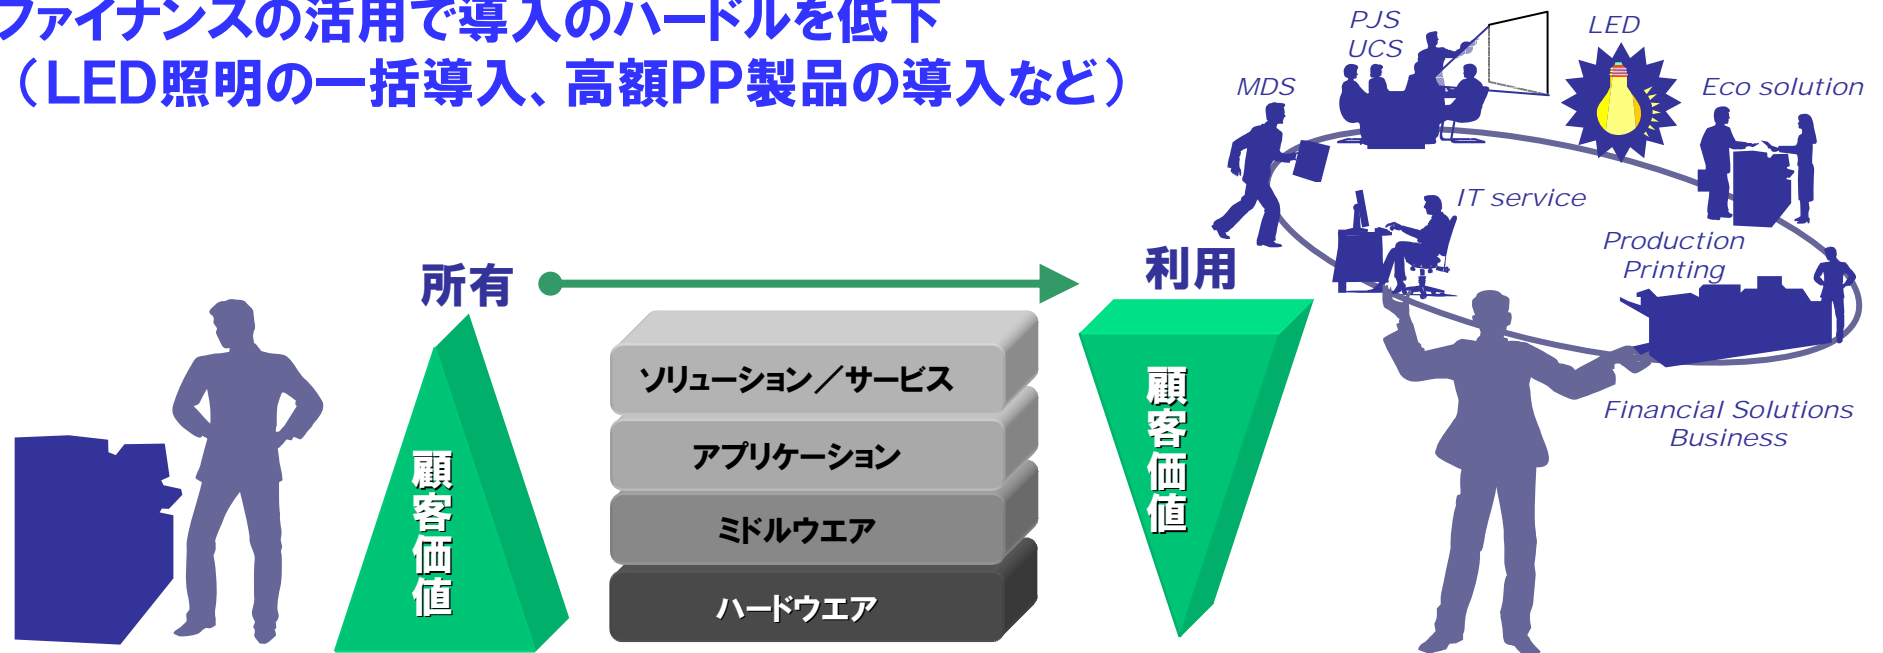 ファイナンスの活用で導入のハードルを低下
（LED照明の一括導入、高額PP製品の導入など）
PJS
UCS
LED
MDS
Eco solution
IT service
Production
Printing
Financial Solutions
Business
所有
利用
顧客価値
ソリューション／サービス
アプリケーション
ミドルウエア
ハードウエア
顧客価値